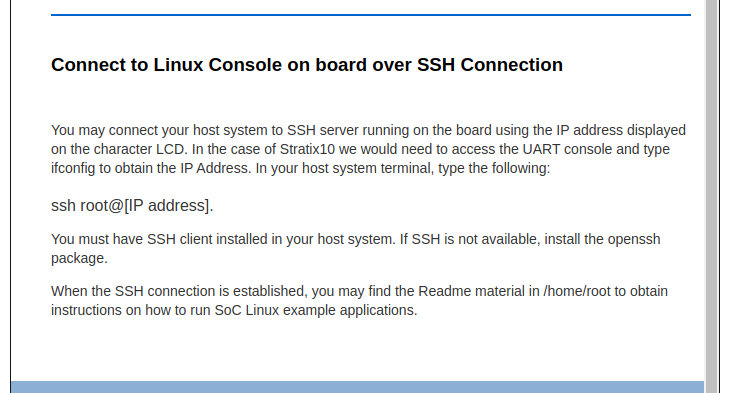 Connect to Linux Console on board over SSH Connection
You may connect your host system to SSH server running on the board using the IP address displayed
on the character LCD. In the case of Stratix10 we would need to access the UART console and type
ifconfig to obtain the IP Address. In your host system terminal, type the following:
ssh root@[IP address].
You must have SSH client installed in your host system. If SSH is not available, install the openssh
package.
When the SSH connection is established, you may find the Readme material in /home/root to obtain
instructions on how to run SoC Linux example applications.